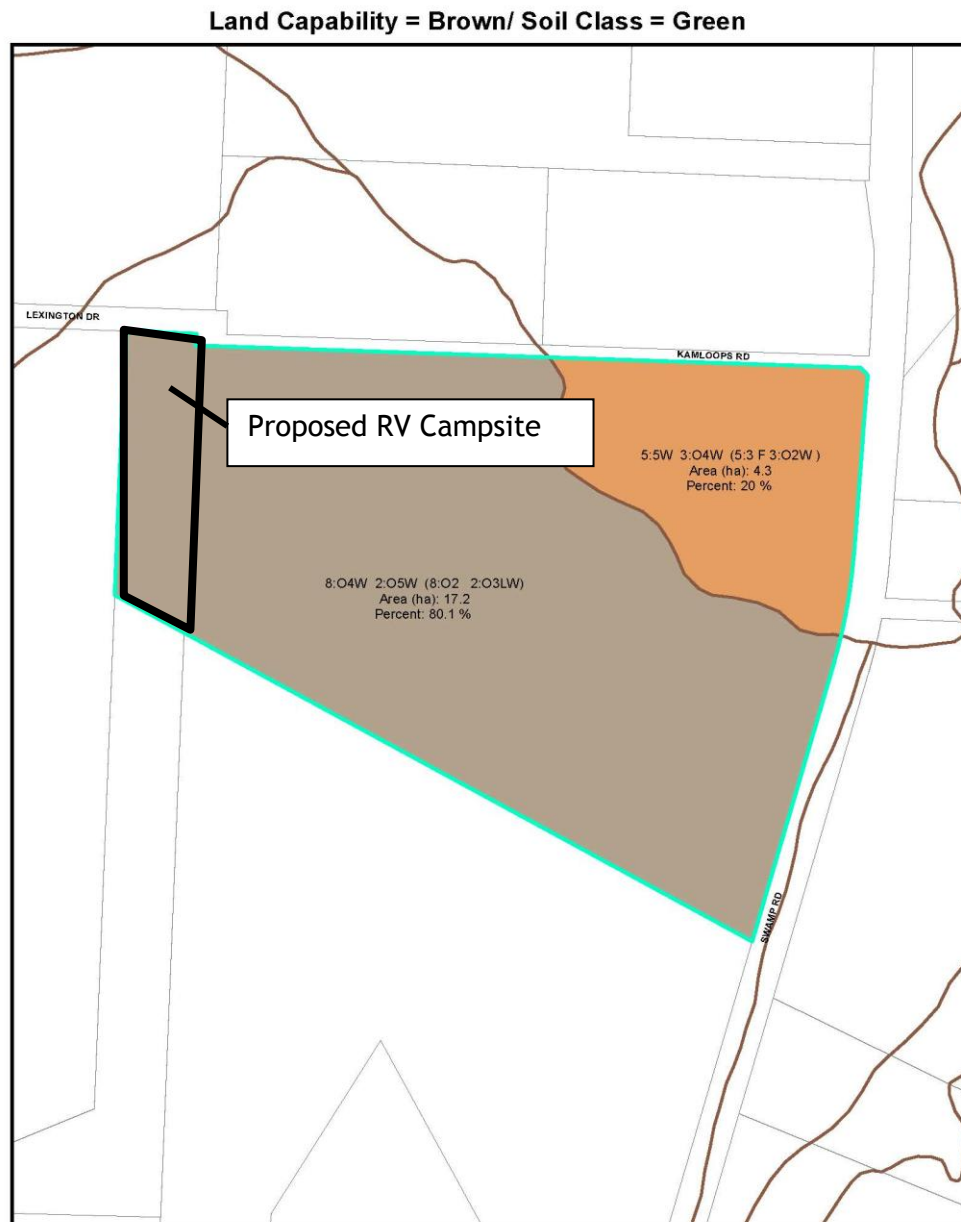 Land Capability = Brown/ Soil Class = Green
LEXINGTON DR
KAMLOOPS RD
Proposed RV Campsite
5:5W 3:O4W (5:3 F 3:O2W )
Area (ha): 4.3
Percent: 20 %
8:O4W 2:O5W (8:O2 2:O3LW)
Area (ha): 17.2
Percent: 80.1 %
SWAMP RD